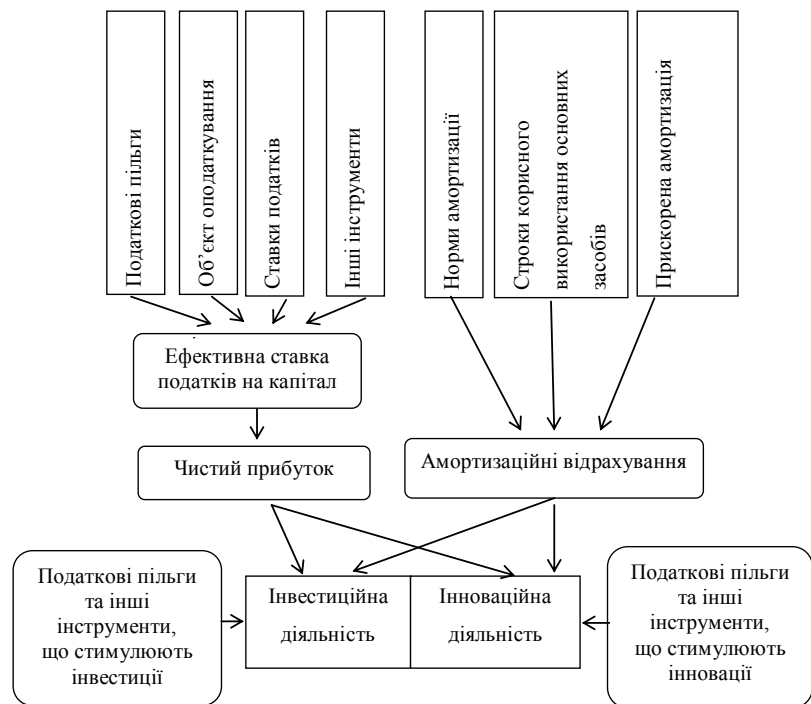 Податкові пільги
Об’єкт оподаткування
Ставки податків
Інші інструменти
Норми амортизації
Строки корисного
використання основних
засобів
Прискорена амортизація
Ефективна ставка
податків на капітал
Чистий прибуток
Амортизаційні відрахування
Податкові пільги
та інші
інструменти,
що стимулюють
інвестиції
Інвестиційна
діяльність
Інноваційна
діяльність
Податкові пільги
та інші
інструменти,
що стимулюють
інновації